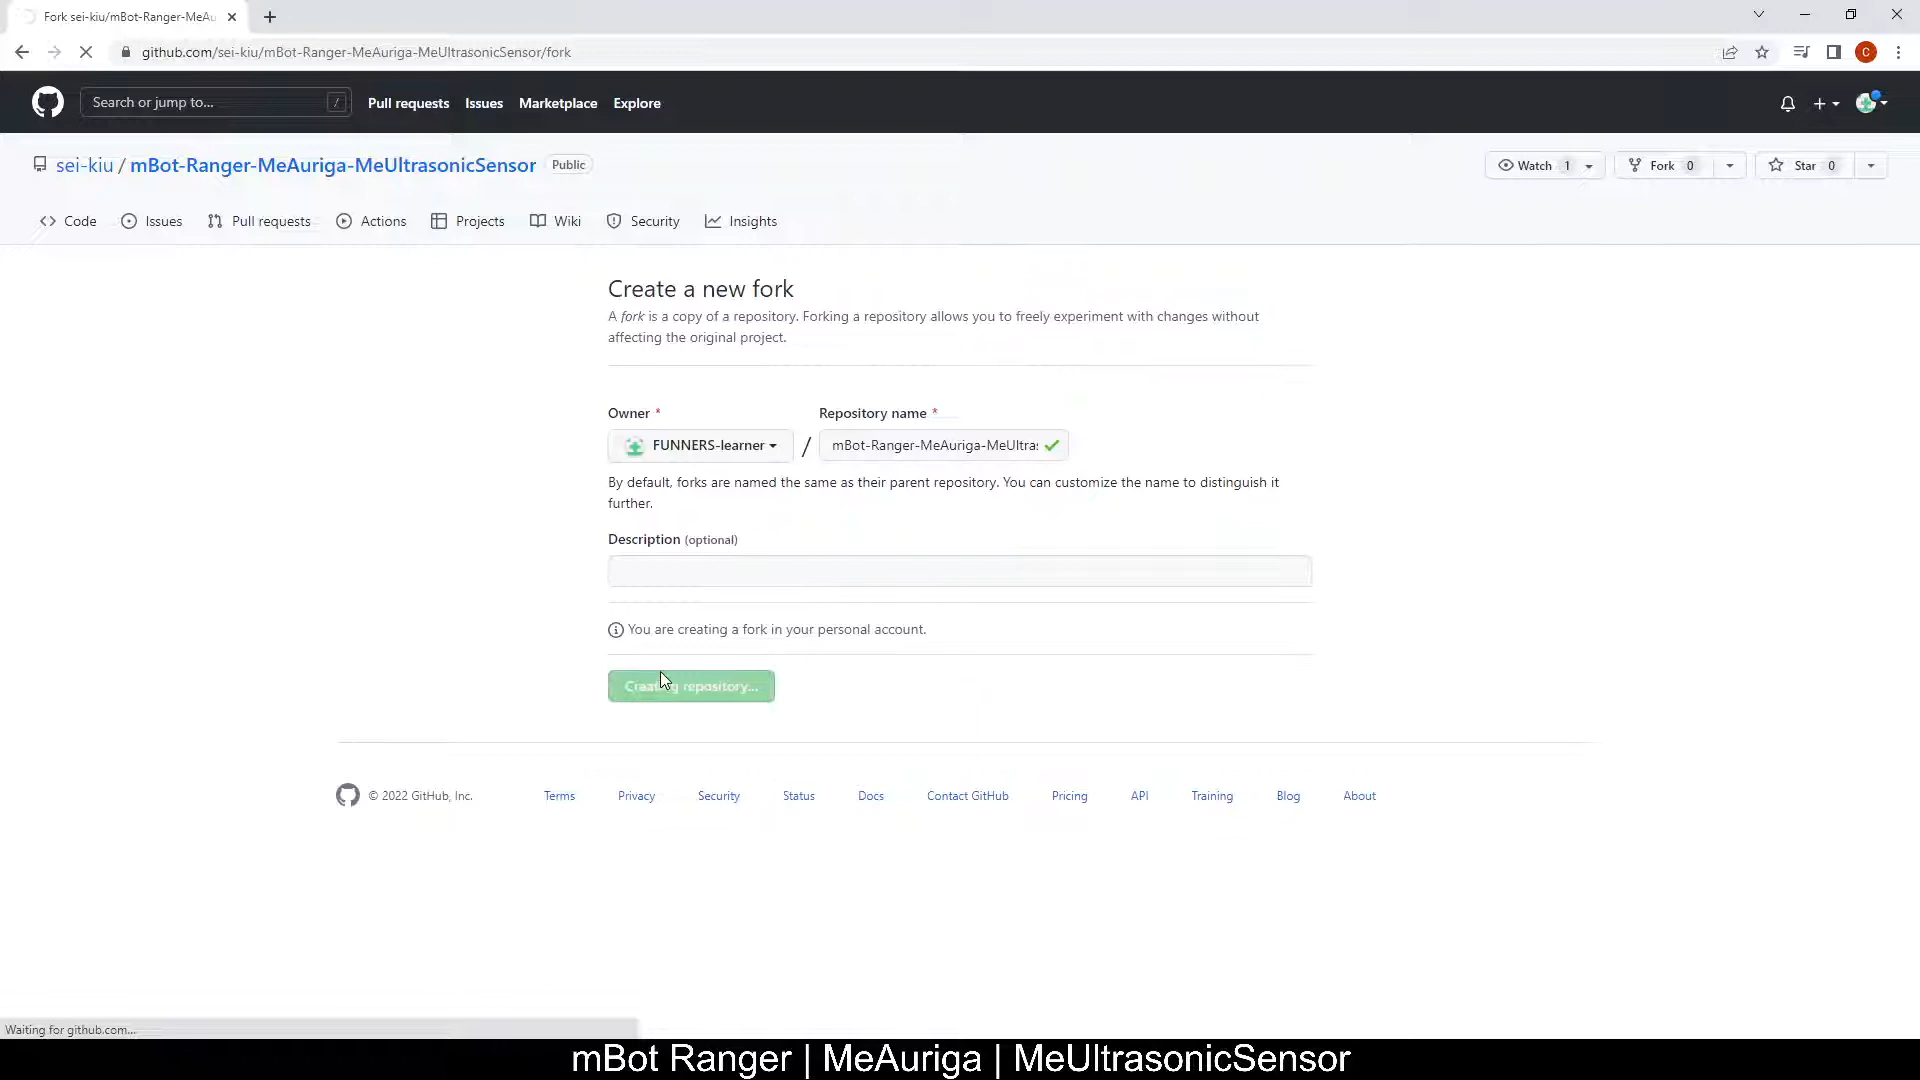 Fork sei-kiu/mBot-Ranger-MeAu
github.com/sei-kiu/mBot-Ranger-MeAuriga-MeUltrasonicSensor/fork
C
Search or jump to...
/
Pull requests
Issues
Marketplace
Explore
sei-kiu / mBot-Ranger-MeAuriga-MeUltrasonicSensor
Public
Watch 1
Fork 0
Star 0
Code
Issues
Pull requests
Actions
Projects
Wiki
Security
Insights
Create a new fork
A fork is a copy of a repository. Forking a repository allows you to freely experiment with changes without
affecting the original project.
Owner *
Repository name *
FUNNERS-learner
/
mBot-Ranger-MeAuriga-MeUltra
By default, forks are named the same as their parent repository. You can customize the name to distinguish it
further.
Description (optional)
You are creating a fork in your personal account.
Creating repository...
© 2022 GitHub, Inc.
Terms
Privacy
Security
Status
Docs
Contact GitHub
Pricing
API
Training
Blog
About
Waiting for github.com...
mBot Ranger | MeAuriga | MeUltrasonicSensor